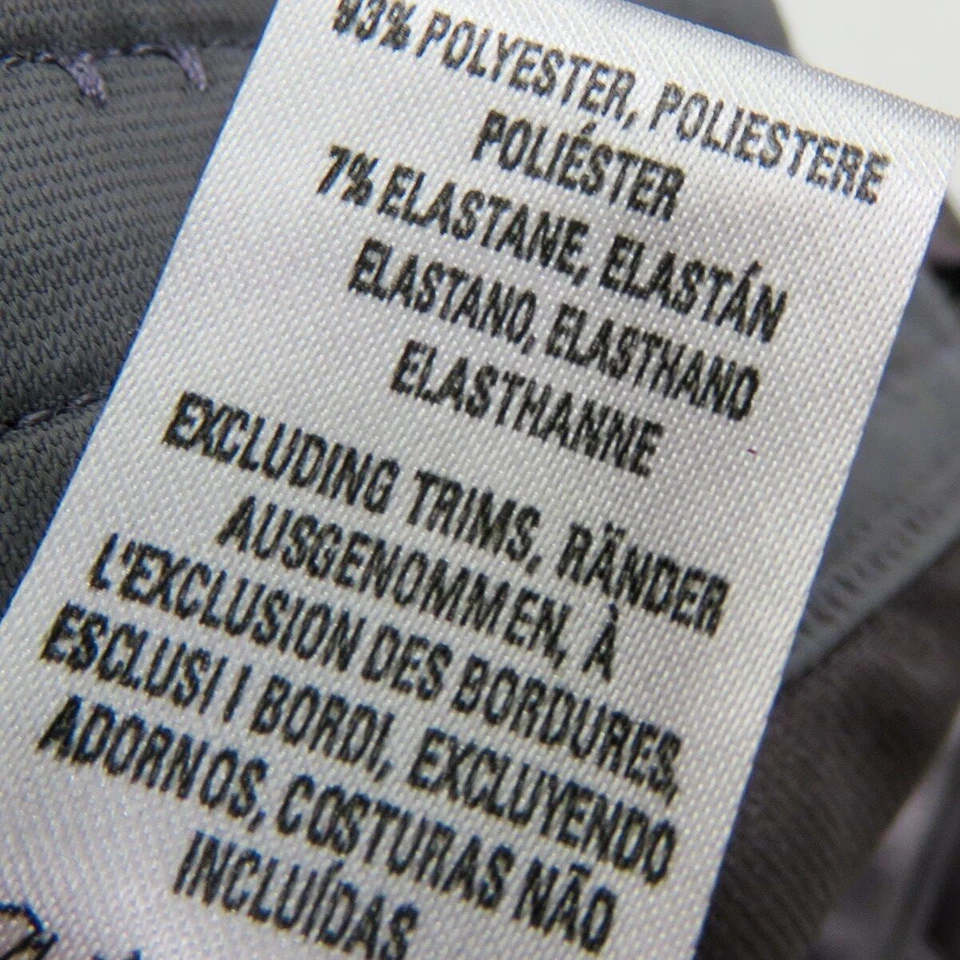 93% POLYESTER, POLIESTERE
POLIÉSTER
7% ELASTANE, ELASTÁN
ELASTANO, ELASTHANO
ELASTHANNE
EXCLUDING TRIMS, RÄNDER
AUSGENOMMEN, À
L'EXCLUSION DES BORDURES,
ESCLUSI I BORDI, EXCLUYENDO
ADORNOS, COSTURAS NÃO
INCLUÍDAS